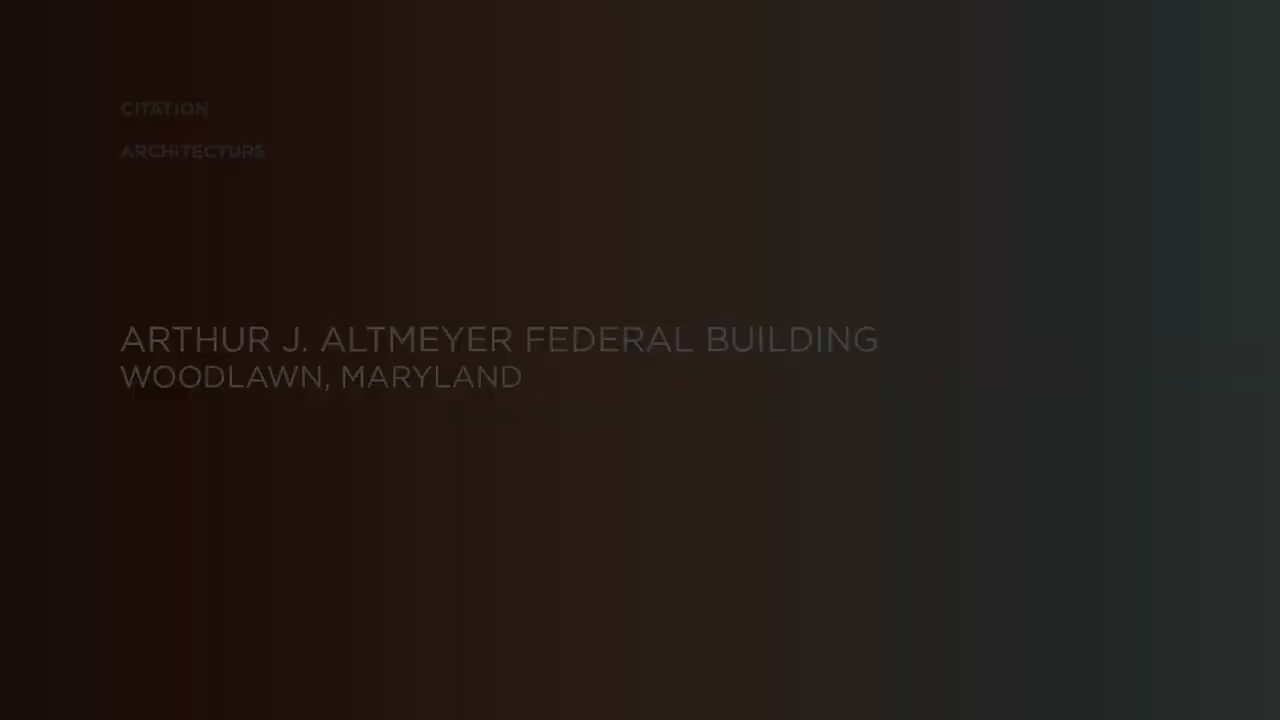 CITATION
ARCHITECTURE
ARTHUR J. ALTMEYER FEDERAL BUILDING
WOODLAWN, MARYLAND